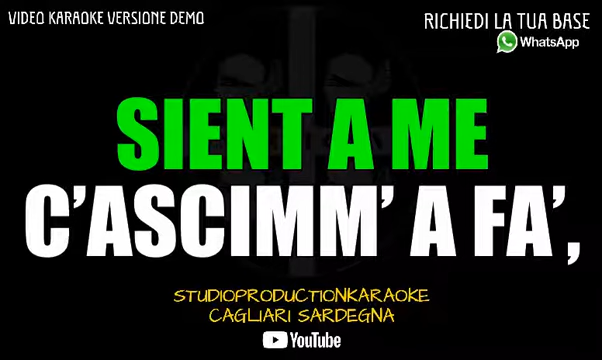 VIDEO KARAOKE VERSIONE DEMO
RICHIEDI LA TUA BASE
WhatsApp
SIENT A ME
C'ASCIMM' A FA',
STUDIOPRODUCTIONKARAOKE
CAGLIARI SARDEGNA
YouTube